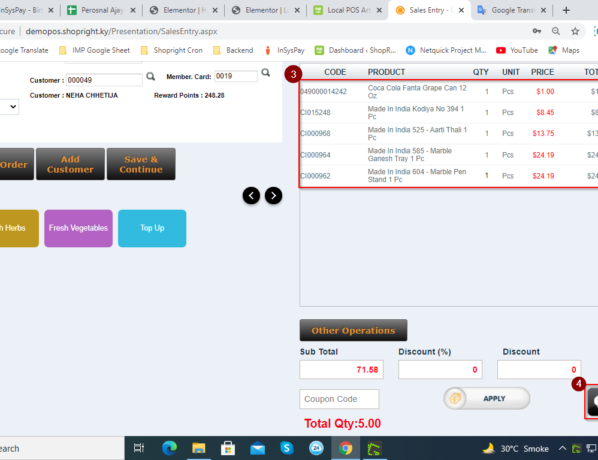 InSysPay - Bir Perosnal Ajay Elementor | H Elementor | Lo Local POS Art Sales Entry - Google Transl
cure demopos.shopright.ky/Presentation/SalesEntry.aspx
oogle Translate IMP Google Sheet Shopright Cron Backend InSysPay Dashboard ‹ ShopR... Netquick Project M... YouTube Maps
3
CODE PRODUCT QTY UNIT PRICE TOT
Customer : 000049 Member. Card: 0019
Customer : NEHA CHHETIJA Reward Points : 248.28
04900014242 Coca Cola Fanta Grape Can 12 Oz 1 Pcs $1.00 $1
CI015248 Made In India Kodiya No 394 1 Pc 1 Pcs $8.45 $8
CI000968 Made In India 525 - Aarti Thali 1 Pc 1 Pcs $13.75 $13
CI000964 Made In India 585 - Marble Ganesh Tray 1 Pc 1 Pcs $24.19 $24
CI000962 Made In India 604 - Marble Pen Stand 1 Pc 1 Pcs $24.19 $24
Order Add Customer Save & Continue
h Herbs Fresh Vegetables Top Up
Other Operations
Sub Total Discount (%) Discount
71.58 0 0
4
Coupon Code APPLY
Total Qty:5.00
earch 30°C Smoke